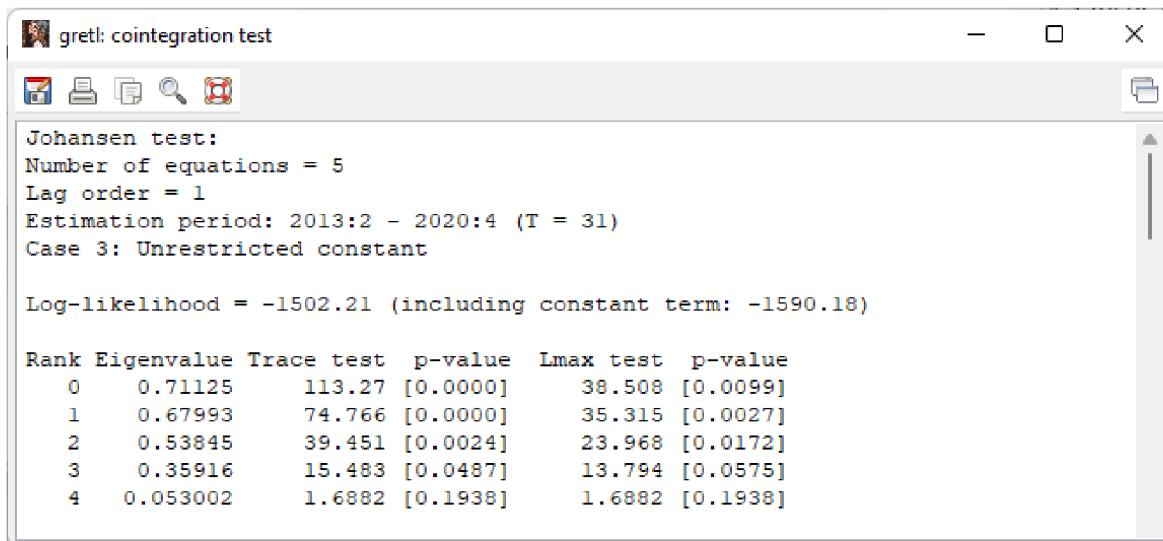 gretl: cointegration test
Johansen test:
Number of equations = 5
Lag order = 1
Estimation period: 2013:2 - 2020:4 (T = 31)
Case 3: Unrestricted constant
Log-likelihood = -1502.21 (including constant term: -1590.18)
Rank Eigenvalue Trace test p-value Lmax test p-value
0 0.71125 113.27 [0.0000] 38.508 [0.0099]
1 0.67993 74.766 [0.0000] 35.315 [0.0027]
2 0.53845 39.451 [0.0024] 23.968 [0.0172]
3 0.35916 15.483 [0.0487] 13.794 [0.0575]
4 0.053002 1.6882 [0.1938] 1.6882 [0.1938]